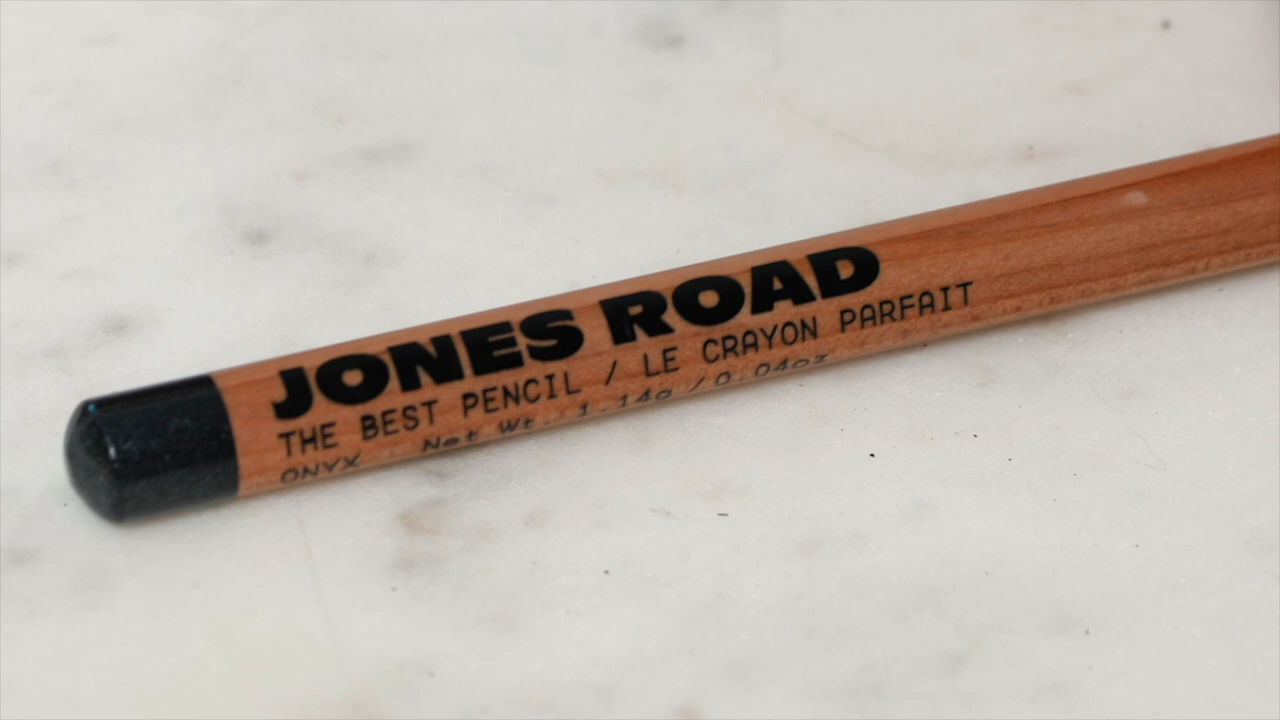 JONES ROAD
THE BEST PENCIL / LE CRAYON PARFAIT
ONYX Net Wt. 1.14g / 0.04oz